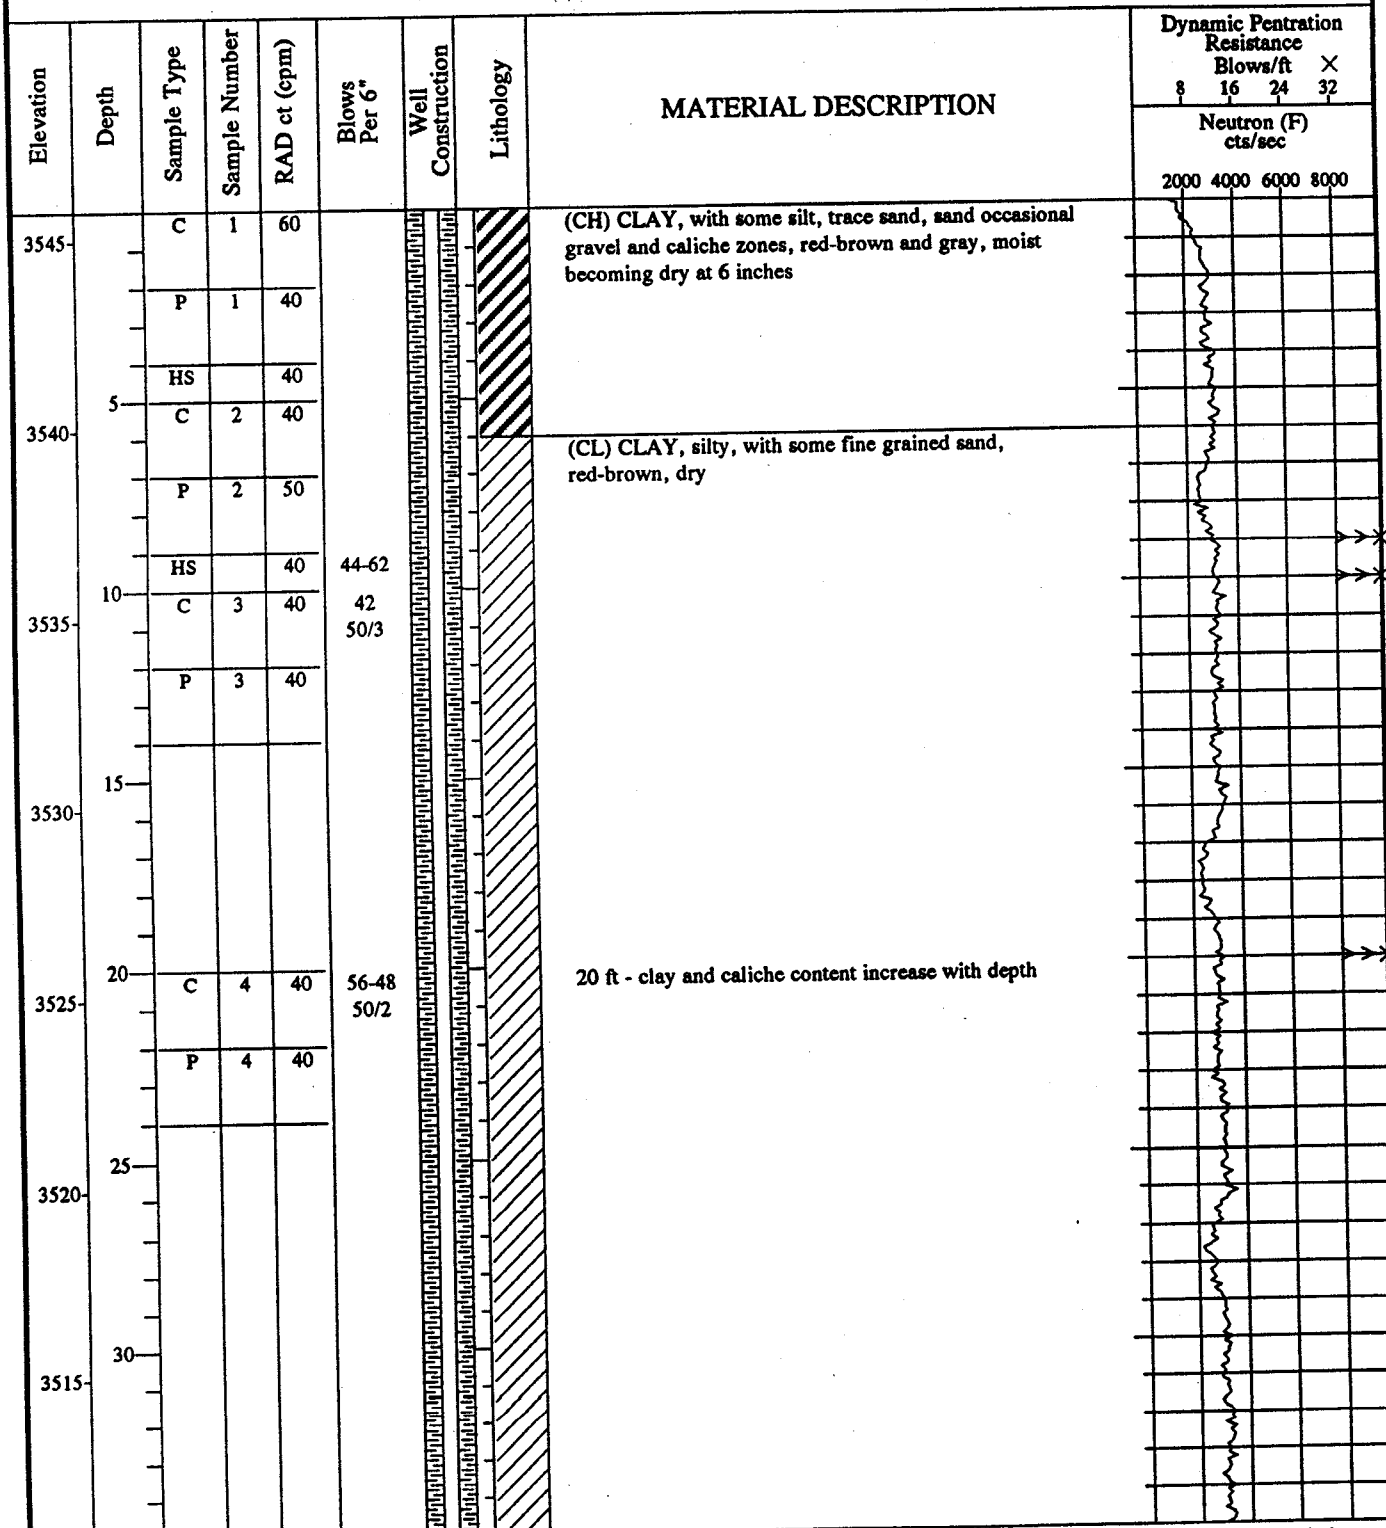 Elevation
Depth
Sample Type
Sample Number
RAD ct (cpm)
Blows
Per 6"
Well
Construction
Lithology
MATERIAL DESCRIPTION
Dynamic Pentration
Resistance
Blows/ft X
8 16 24 32
Neutron (F)
cts/sec
2000 4000 6000 8000
C 1 60
(CH) CLAY, with some silt, trace sand, sand occasional
3545
gravel and caliche zones, red-brown and gray, moist
becoming dry at 6 inches
P 1 40
HS 40
5
C 2 40
3540
(CL) CLAY, silty, with some fine grained sand,
red-brown, dry
P 2 50
HS 40 44-62
10
C 3 40 42
3535
50/3
P 3 40
15
3530
20
20 ft - clay and caliche content increase with depth
C 4 40 56-48
3525
50/2
P 4 40
25
3520
30
3515